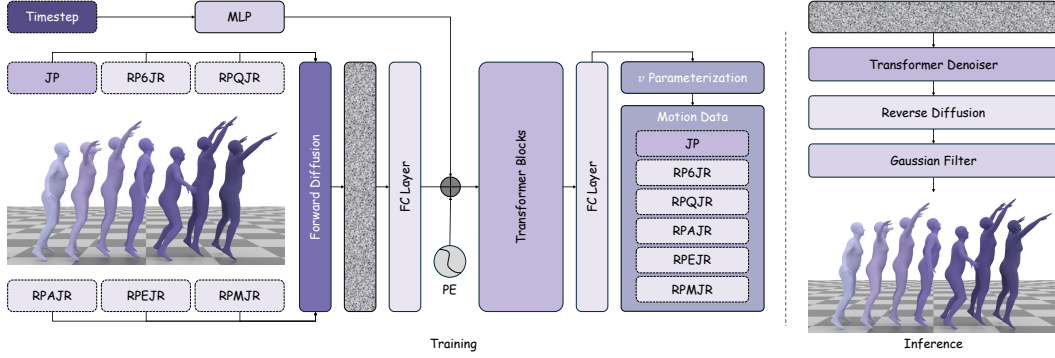 Timestep
MLP
JP
RP6JR
RPQJR
RPAJR
RPEJR
RPMJR
Forward Diffusion
FC Layer
PE
Transformer Blocks
FC Layer
v Parameterization
Motion Data
JP
RP6JR
RPQJR
RPAJR
RPEJR
RPMJR
Training
Transformer Denoiser
Reverse Diffusion
Gaussian Filter
Inference